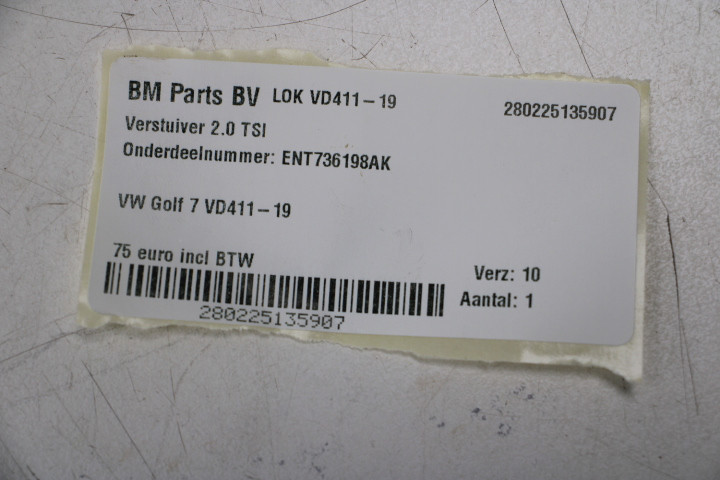 BM Parts BV LOK VD411-19 280225135907
Verstuiver 2.0 TSI
Onderdeelnummer: ENT736198AK
VW Golf 7 VD411-19
75 euro incl BTW
Verz: 10
Aantal: 1
280225135907